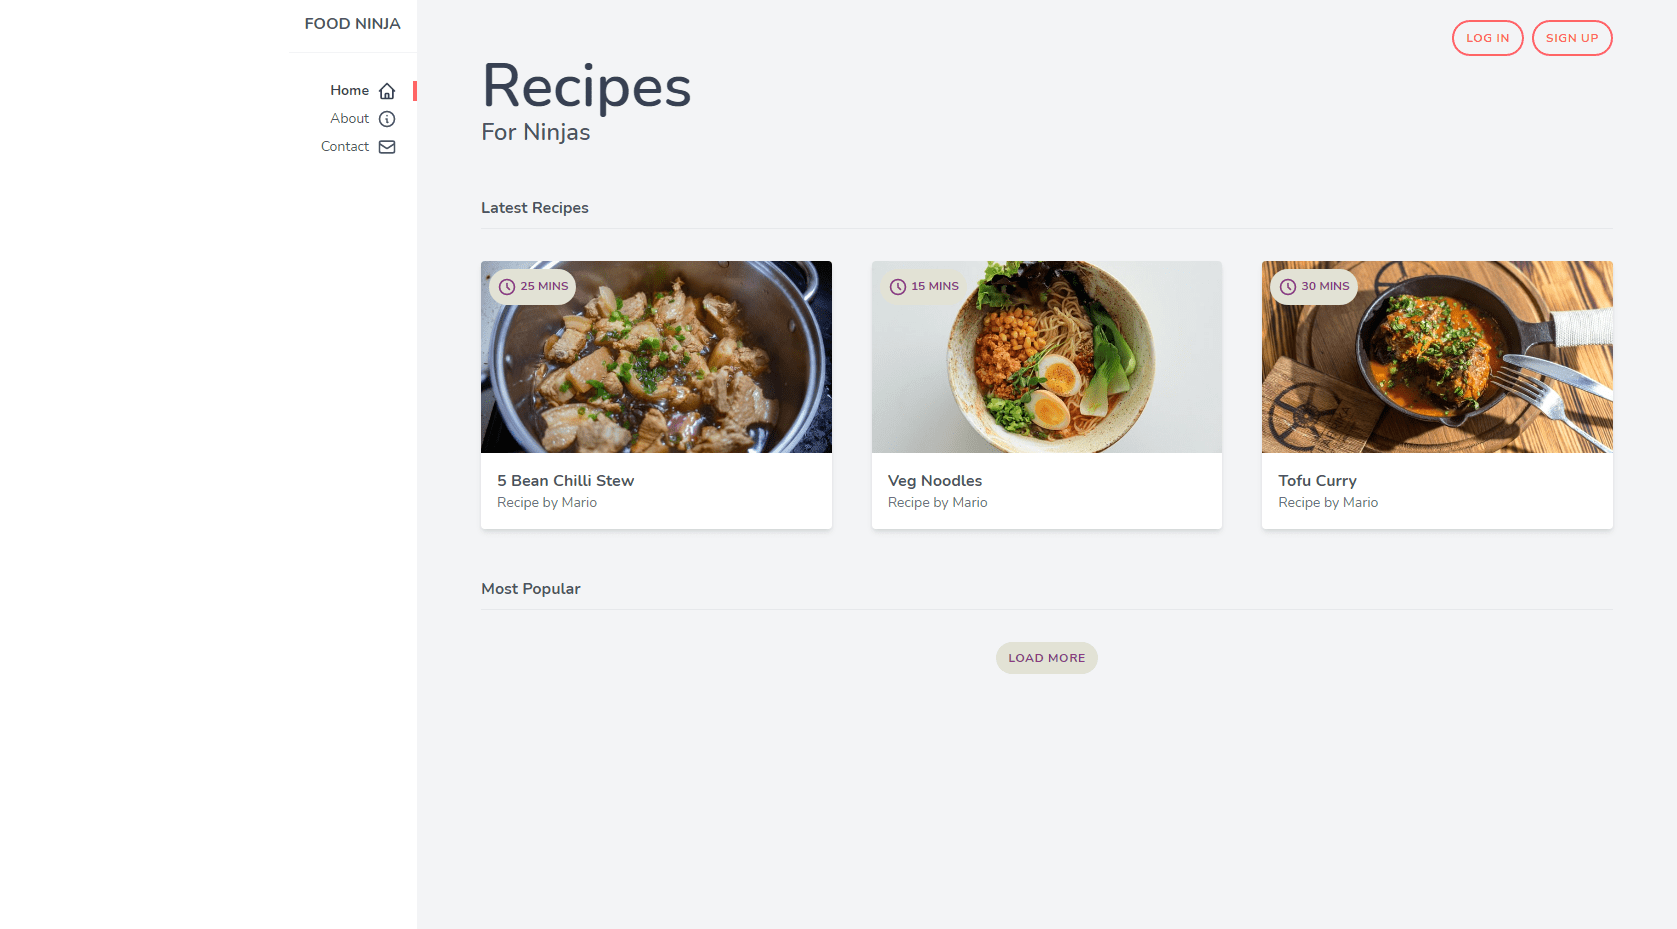 FOOD NINJA
Home
About
Contact
LOG IN
SIGN UP
Recipes
For Ninjas
Latest Recipes
25 MINS
5 Bean Chilli Stew
Recipe by Mario
15 MINS
Veg Noodles
Recipe by Mario
30 MINS
Tofu Curry
Recipe by Mario
Most Popular
LOAD MORE